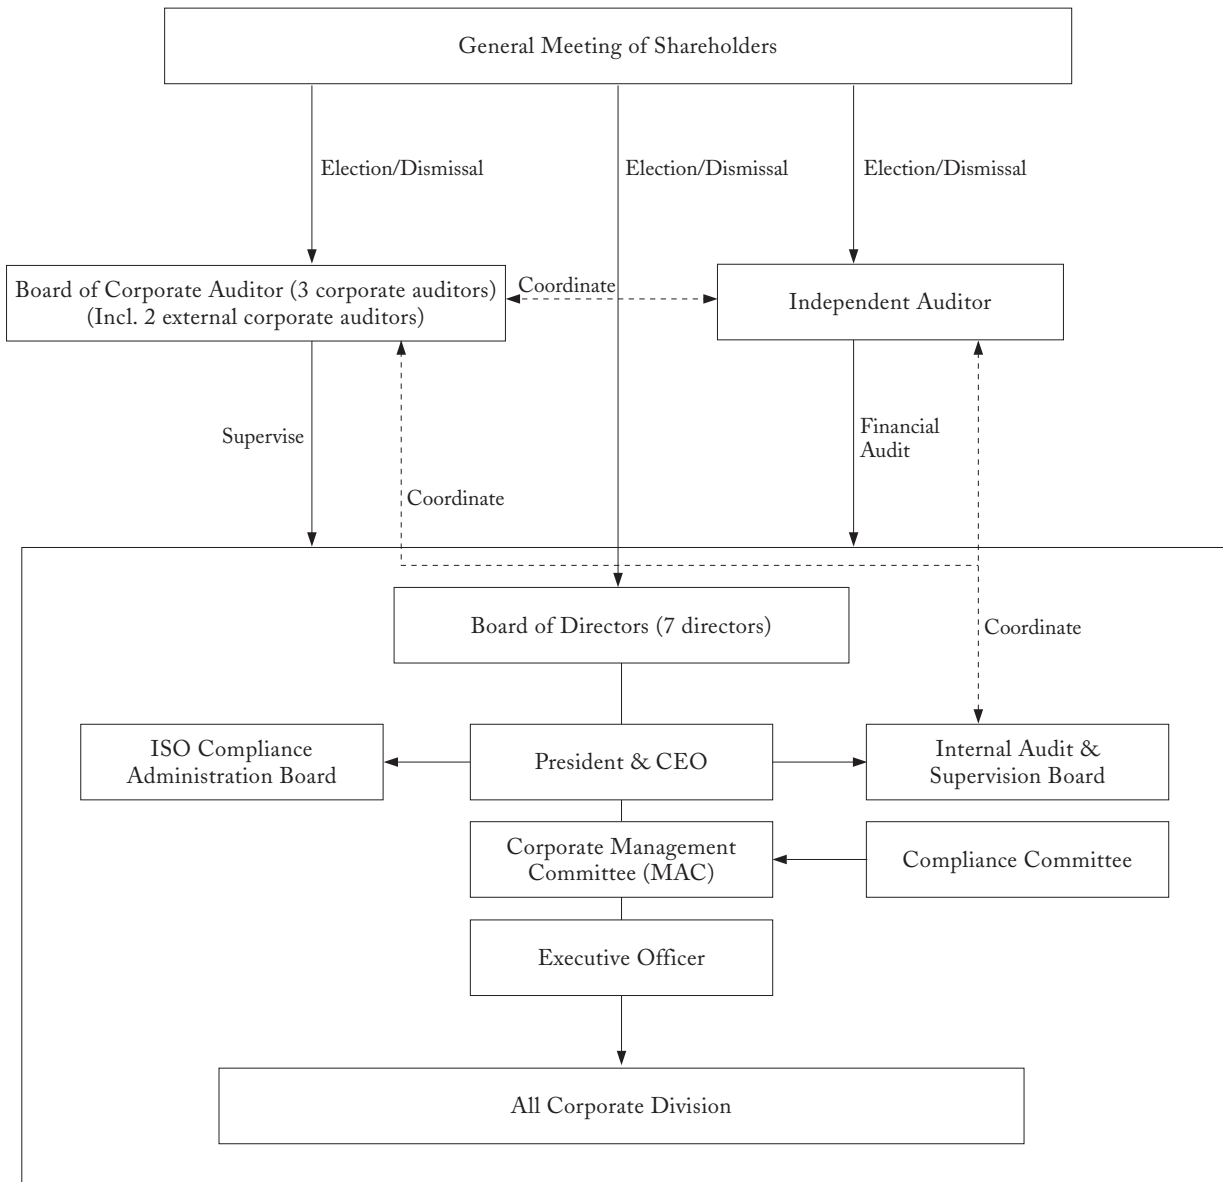 General Meeting of Shareholders
Election/Dismissal
Election/Dismissal
Election/Dismissal
Board of Corporate Auditor (3 corporate auditors)
(Incl. 2 external corporate auditors)
Coordinate
Independent Auditor
Supervise
Financial
Audit
Coordinate
Board of Directors (7 directors)
Coordinate
ISO Compliance
Administration Board
President & CEO
Internal Audit &
Supervision Board
Corporate Management
Committee (MAC)
Compliance Committee
Executive Officer
All Corporate Division